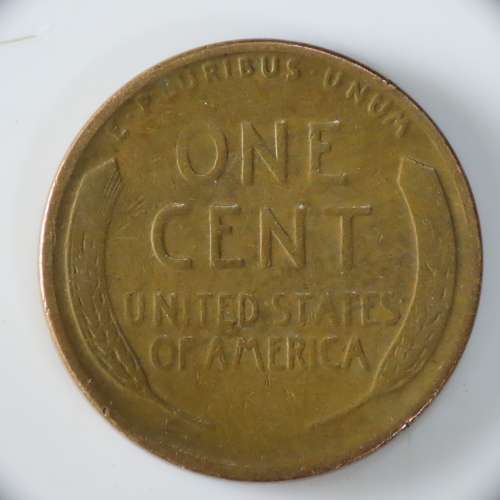 E·PLURIBUS·UNUM
ONE
CENT
UNITED·STATES
OF·AMERICA